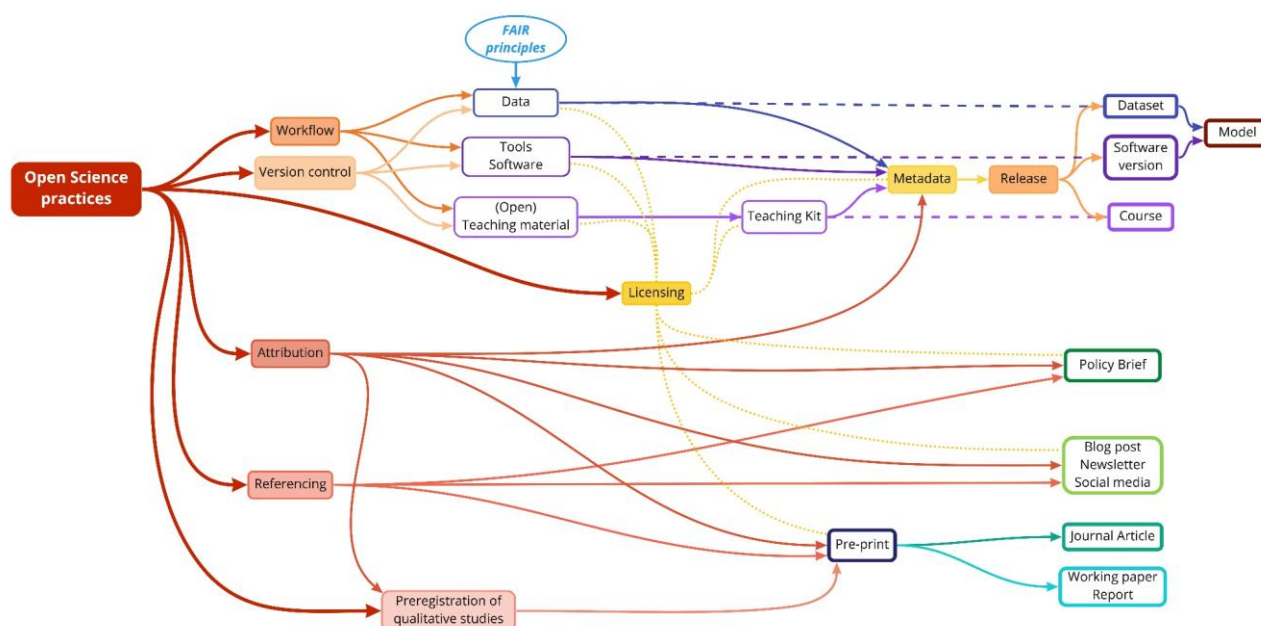 FAIR
principles
Data
Dataset
Workflow
Model
Tools
Software
Software
version
Open Science
practices
Version control
Metadata
Release
(Open)
Teaching material
Teaching Kit
Course
Licensing
Attribution
Policy Brief
Blog post
Newsletter
Social media
Referencing
Pre-print
Journal Article
Working paper
Report
Preregistration of
qualitative studies